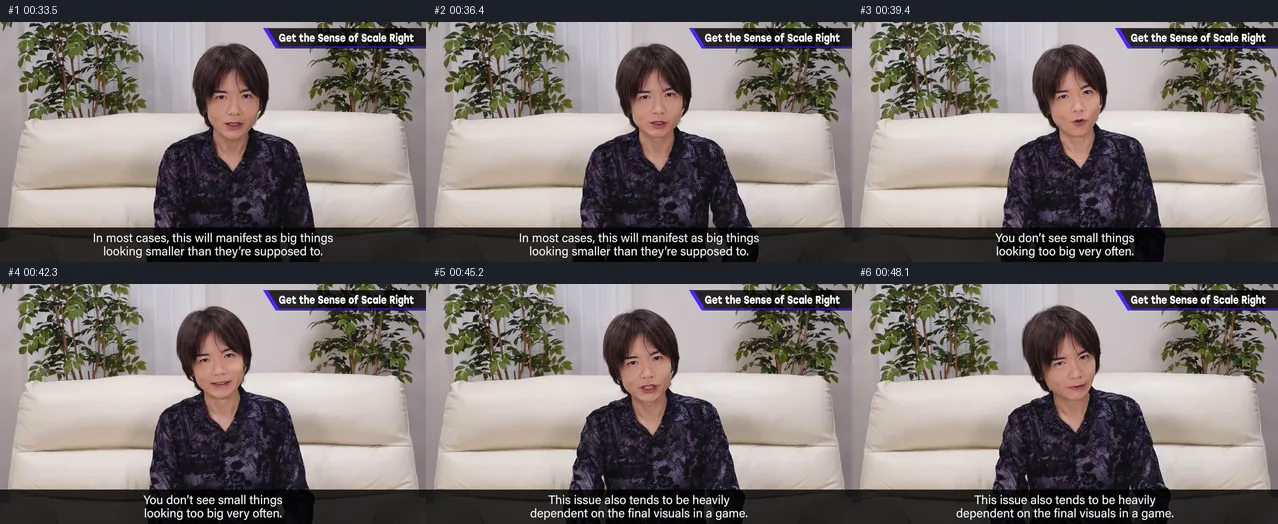 #1 00:33.5
Get the Sense of Scale Right
In most cases, this will manifest as big things
looking smaller than they're supposed to.
#2 00:36.4
Get the Sense of Scale Right
In most cases, this will manifest as big things
looking smaller than they're supposed to.
#3 00:39.4
Get the Sense of Scale Right
You don't see small things
looking too big very often.
#4 00:42.3
Get the Sense of Scale Right
You don't see small things
looking too big very often.
#5 00:45.2
Get the Sense of Scale Right
This issue also tends to be heavily
dependent on the final visuals in a game.
#6 00:48.1
Get the Sense of Scale Right
This issue also tends to be heavily
dependent on the final visuals in a game.